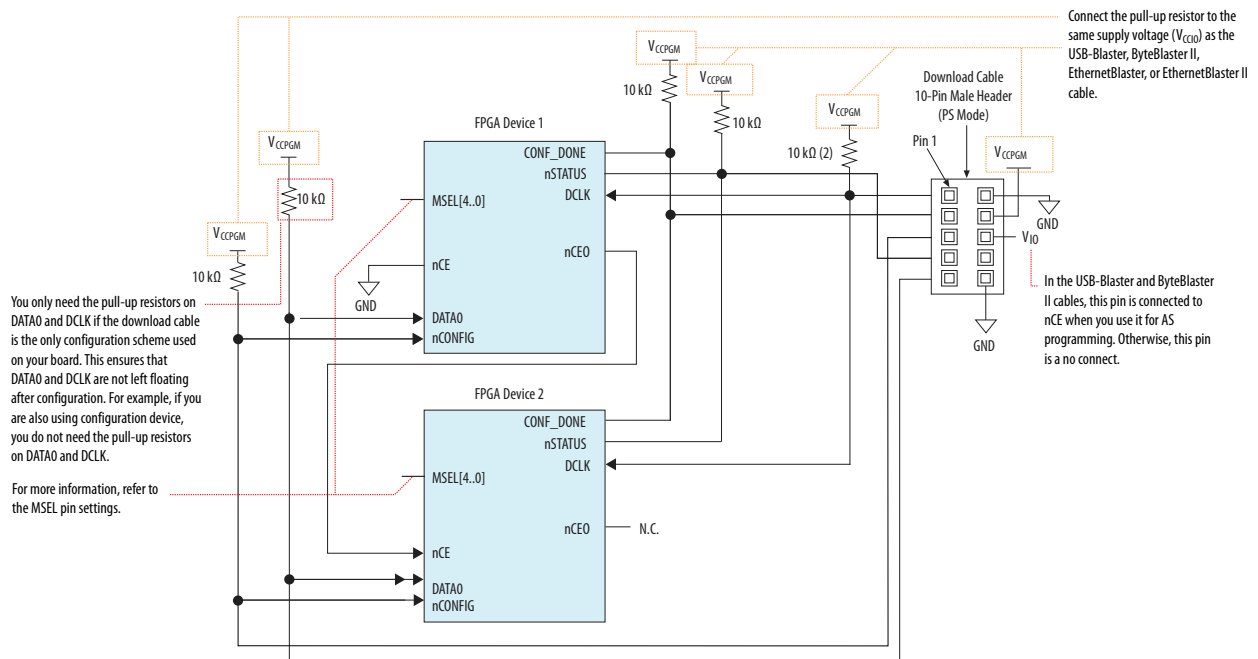 Connect the pull-up resistor to the
same supply voltage (VCCIO) as the
USB-Blaster, ByteBlaster II,
EthernetBlaster, or EthernetBlaster II
cable.
VCCPGM
10 kΩ
VCCPGM
10 kΩ
VCCPGM
10 kΩ (2)
Download Cable
10-Pin Male Header
(PS Mode)
Pin 1
VCCPGM
GND
VIO
GND
In the USB-Blaster and ByteBlaster
II cables, this pin is connected to
nCE when you use it for AS
programming. Otherwise, this pin
is a no connect.
VCCPGM
10 kΩ
VCCPGM
10 kΩ
FPGA Device 1
CONF_DONE
nSTATUS
DCLK
MSEL[4..0]
nCEO
nCE
GND
DATA0
nCONFIG
You only need the pull-up resistors on
DATA0 and DCLK if the download cable
is the only configuration scheme used
on your board. This ensures that
DATA0 and DCLK are not left floating
after configuration. For example, if you
are also using configuration device,
you do not need the pull-up resistors
on DATA0 and DCLK.
For more information, refer to
the MSEL pin settings.
FPGA Device 2
CONF_DONE
nSTATUS
DCLK
MSEL[4..0]
nCEO
N.C.
nCE
DATA0
nCONFIG